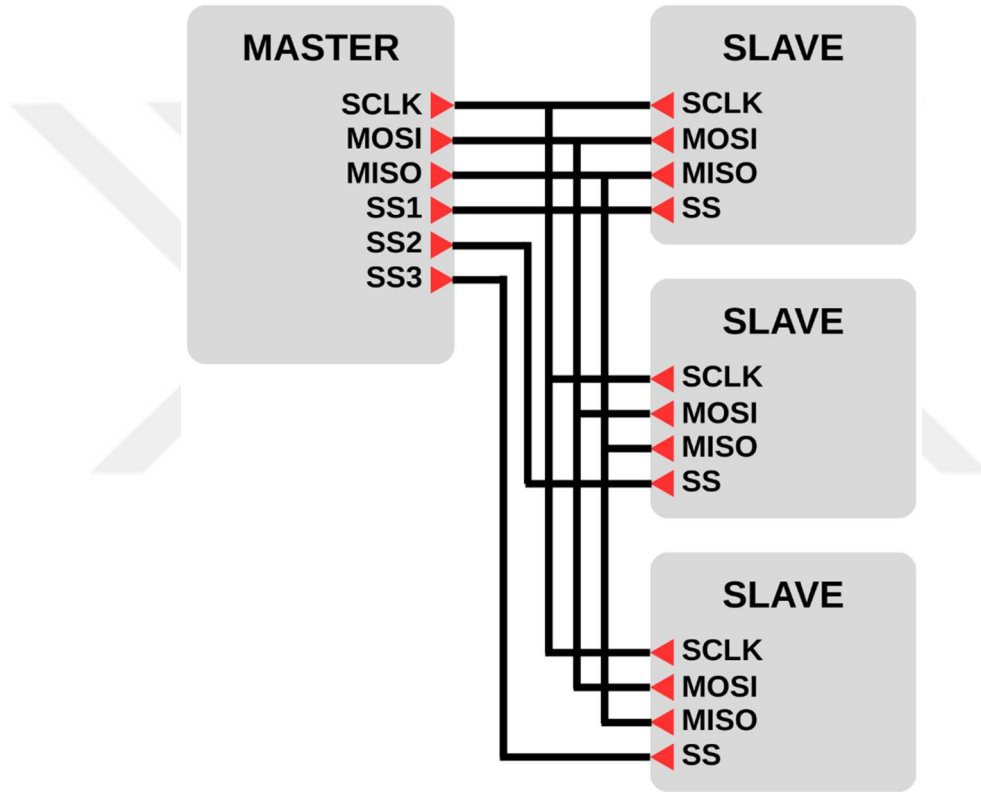 MASTER
SCLK
MOSI
MISO
SS1
SS2
SS3
SLAVE
SCLK
MOSI
MISO
SS
SLAVE
SCLK
MOSI
MISO
SS
SLAVE
SCLK
MOSI
MISO
SS